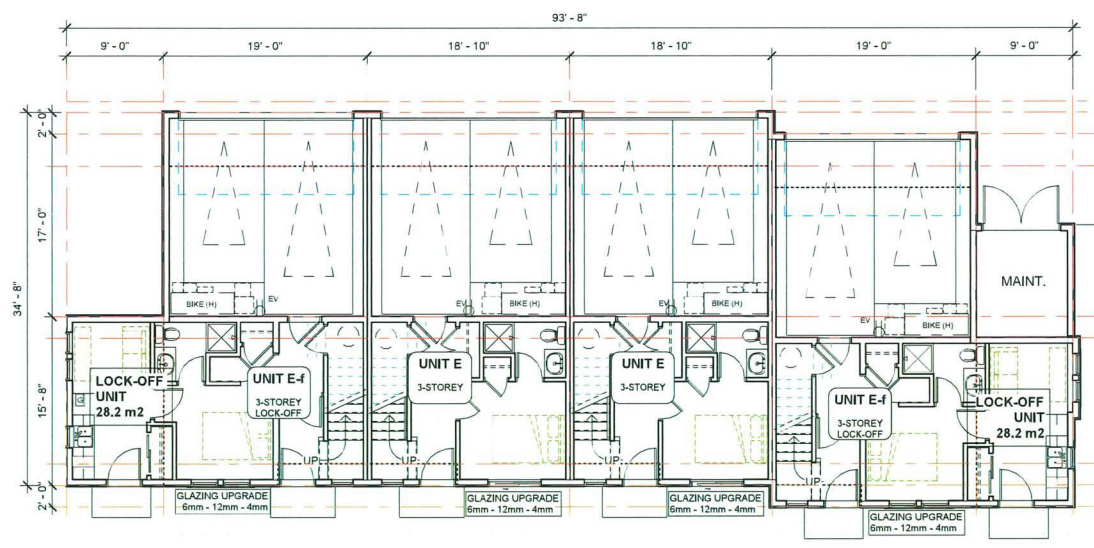 93' - 8"
9' - 0"
19' - 0"
18' - 10"
18' - 10"
19' - 0"
9' - 0"
2' - 0"
17' - 0"
34' - 8"
15' - 8"
2' - 0"
BIKE (H)
EV
EV
BIKE (H)
EV
BIKE (H)
EV
BIKE (H)
MAINT.
LOCK-OFF
UNIT
28.2 m2
UNIT E-f
3-STOREY
LOCK-OFF
UNIT E
3-STOREY
UNIT E
3-STOREY
UNIT E-f
3-STOREY
LOCK-OFF
LOCK-OFF
UNIT
28.2 m2
UP
UP
UP
UP
GLAZING UPGRADE
6mm - 12mm - 4mm
GLAZING UPGRADE
6mm - 12mm - 4mm
GLAZING UPGRADE
6mm - 12mm - 4mm
GLAZING UPGRADE
6mm - 12mm - 4mm